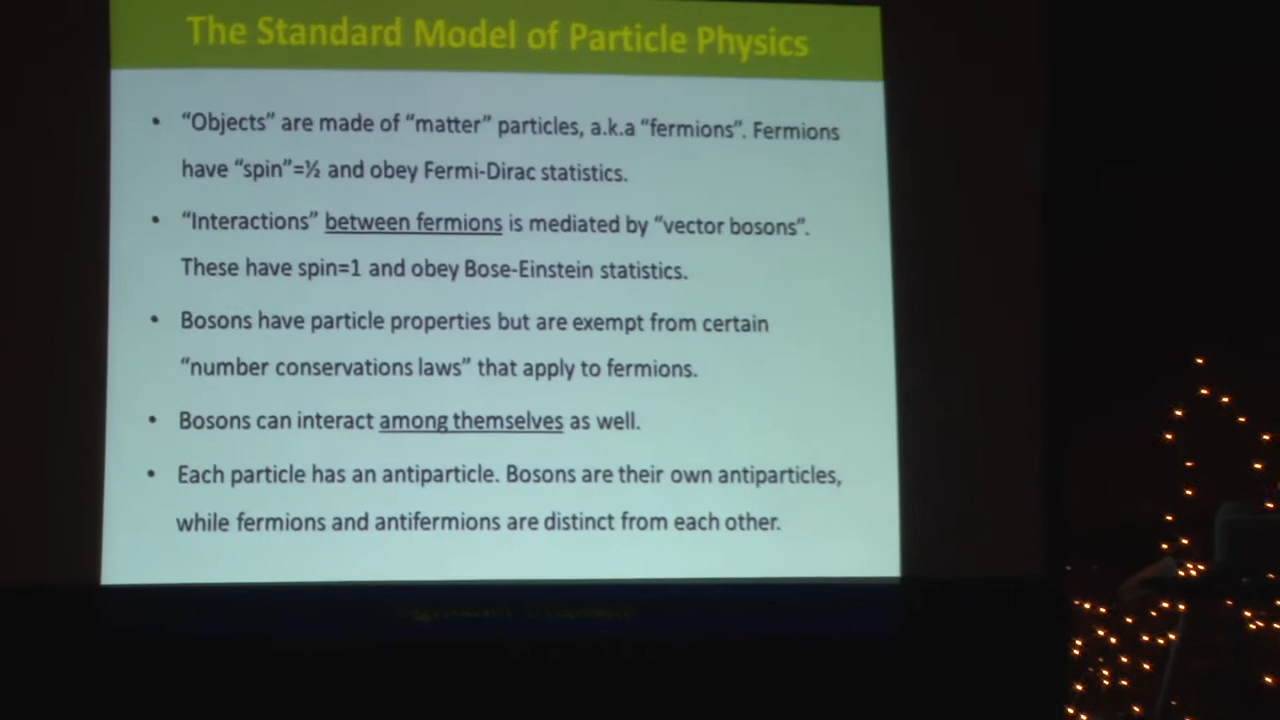 The Standard Model of Particle Physics
• “Objects” are made of “matter” particles, a.k.a “fermions”. Fermions
have “spin”=½ and obey Fermi-Dirac statistics.
• “Interactions” between fermions is mediated by “vector bosons”.
These have spin=1 and obey Bose-Einstein statistics.
• Bosons have particle properties but are exempt from certain
“number conservations laws” that apply to fermions.
• Bosons can interact among themselves as well.
• Each particle has an antiparticle. Bosons are their own antiparticles,
while fermions and antifermions are distinct from each other.